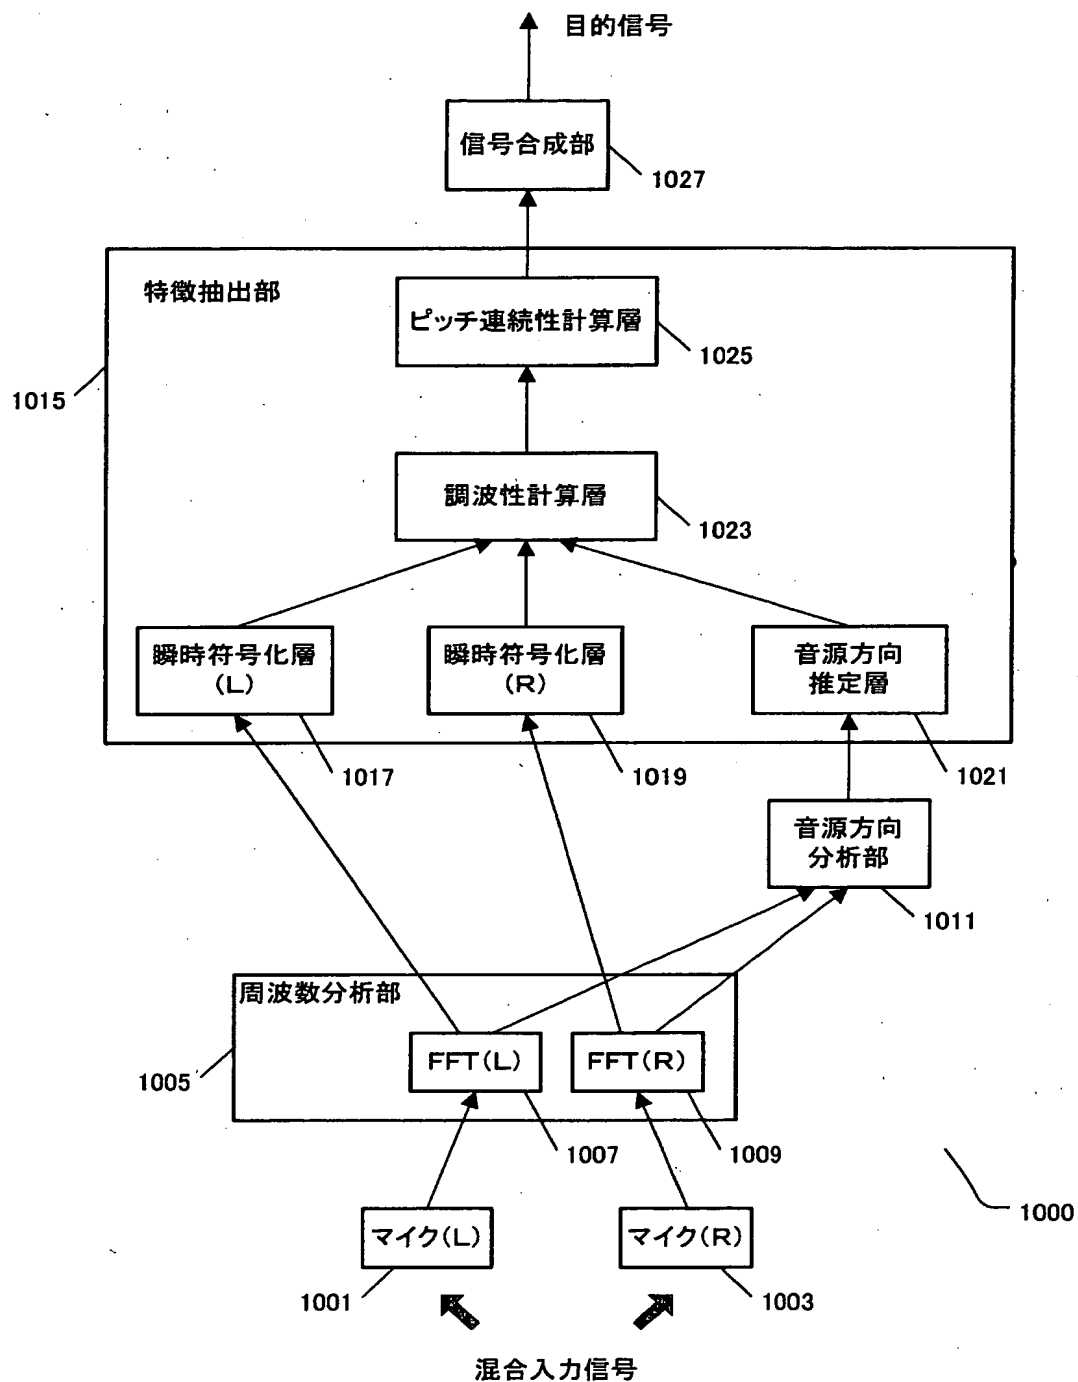 目的信号
信号合成部
1027
特徴抽出部
ピッチ連続性計算層
1025
1015
調波性計算層
1023
瞬時符号化層
(L)
瞬時符号化層
(R)
音源方向
推定層
1017
1019
1021
音源方向
分析部
1011
周波数分析部
FFT(L)
FFT(R)
1005
1007
1009
マイク(L)
マイク(R)
1000
1001
1003
混合入力信号